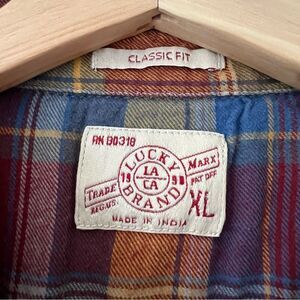 CLASSIC FIT
RN 80318
LUCKY BRAND
19 LA CA 90
TRADE MARK
REG.US. PAT OFF
XL
MADE IN INDIA